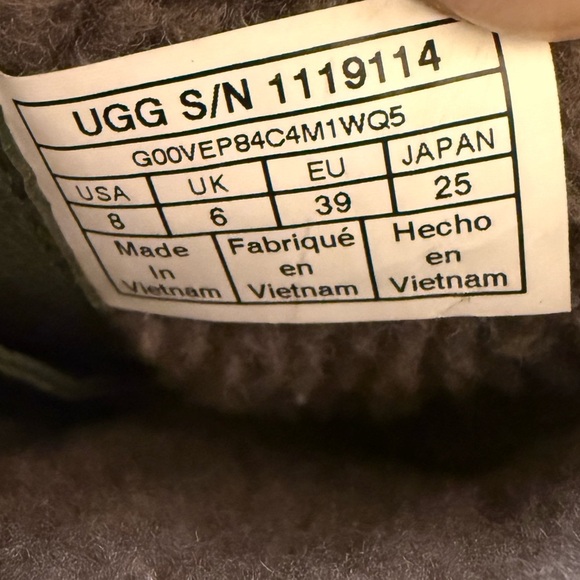 UGG S/N 1119114
G00VEP84C4M1WQ5
USA UK EU JAPAN
8 6 39 25
Made In Vietnam
Fabriqué en Vietnam
Hecho en Vietnam